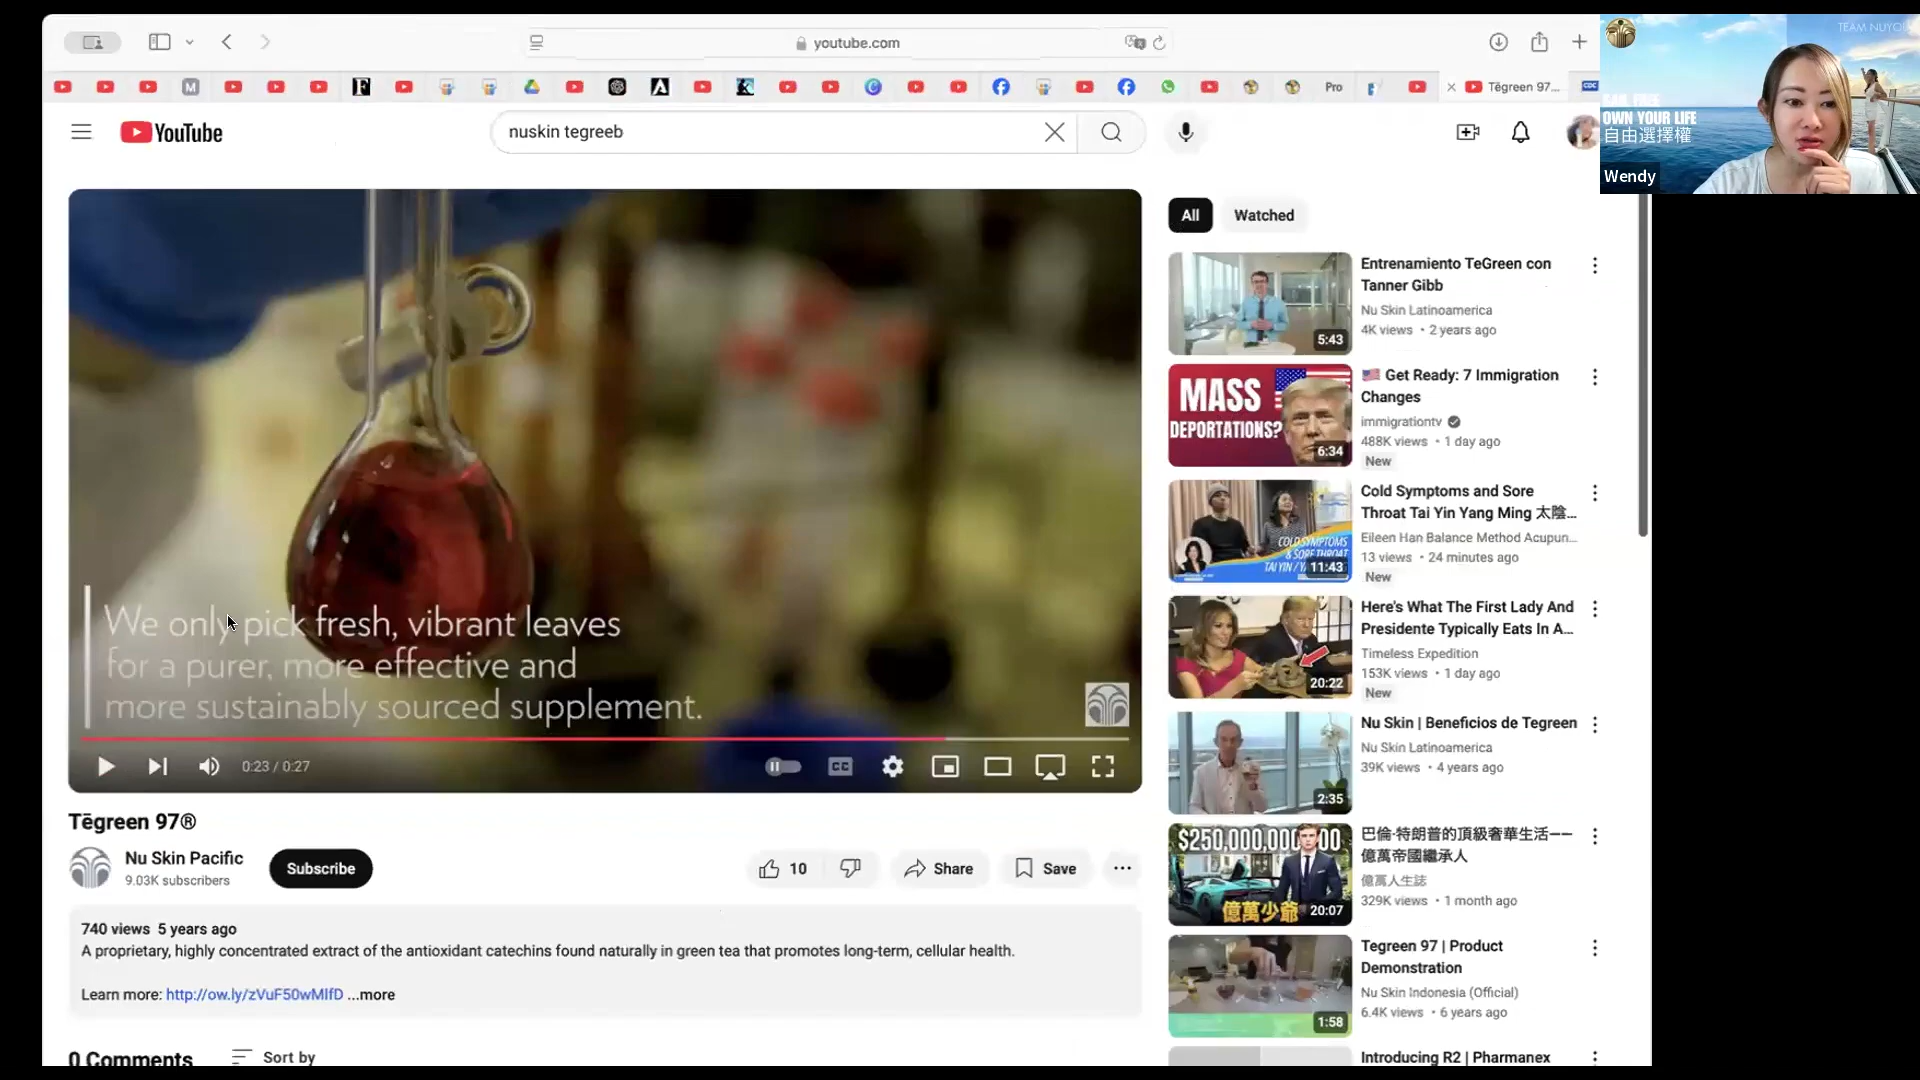 youtube.com
Pro
Tēgreen 97...
CDC
YouTube
nuskin tegreeb
TEAM NUYOU
OWN YOUR LIFE
自由選擇權
Wendy
We only pick fresh, vibrant leaves
for a purer, more effective and
more sustainably sourced supplement.
0:23 / 0:27
CC
Tēgreen 97®
Nu Skin Pacific
9.03K subscribers
Subscribe
10
Share
Save
740 views 5 years ago
A proprietary, highly concentrated extract of the antioxidant catechins found naturally in green tea that promotes long-term, cellular health.
Learn more: http://ow.ly/zVuF50wMlfD ...more
0 Comments
Sort by
All
Watched
5:43
Entrenamiento TeGreen con
Tanner Gibb
Nu Skin Latinoamerica
4K views • 2 years ago
MASS
DEPORTATIONS?
6:34
Get Ready: 7 Immigration
Changes
immigrationtv
488K views • 1 day ago
New
COLD SYMPTOMS
& SORE THROAT
TAI YIN / YA
11:43
Cold Symptoms and Sore
Throat Tai Yin Yang Ming 太陰...
Eileen Han Balance Method Acupun...
13 views • 24 minutes ago
New
20:22
Here's What The First Lady And
Presidente Typically Eats In A...
Timeless Expedition
153K views • 1 day ago
New
2:35
Nu Skin | Beneficios de Tegreen
Nu Skin Latinoamerica
39K views • 4 years ago
億萬少爺
20:07
巴倫·特朗普的頂級奢華生活——
億萬帝國繼承人
億萬人生誌
329K views • 1 month ago
1:58
Tegreen 97 | Product
Demonstration
Nu Skin Indonesia (Official)
6.4K views • 6 years ago
Introducing R2 | Pharmanex